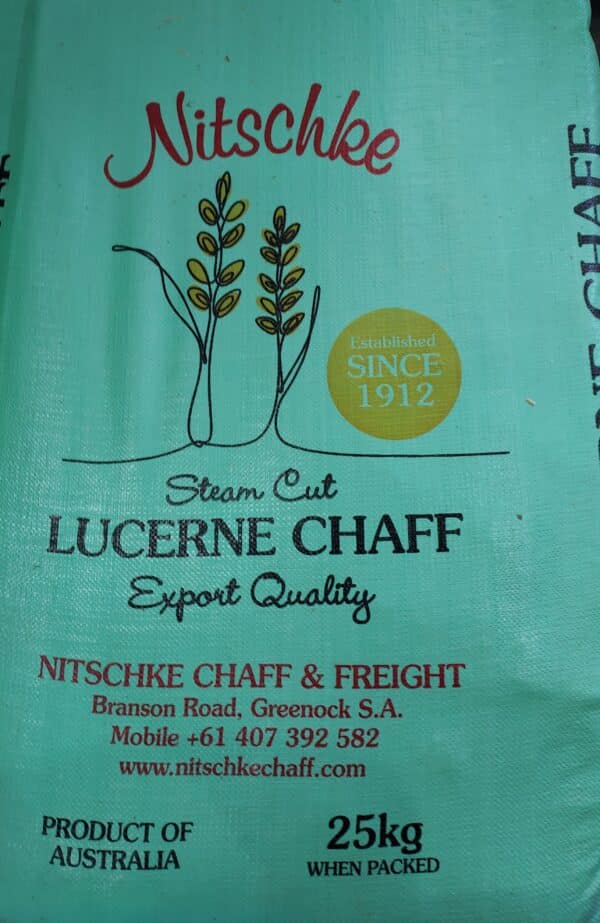 Nitschke
Established
SINCE
1912
Steam Cut
LUCERNE CHAFF
Export Quality
NITSCHKE CHAFF & FREIGHT
Branson Road, Greenock S.A.
Mobile +61 407 392 582
www.nitschkechaff.com
PRODUCT OF
AUSTRALIA
25kg
WHEN PACKED
CHAFF